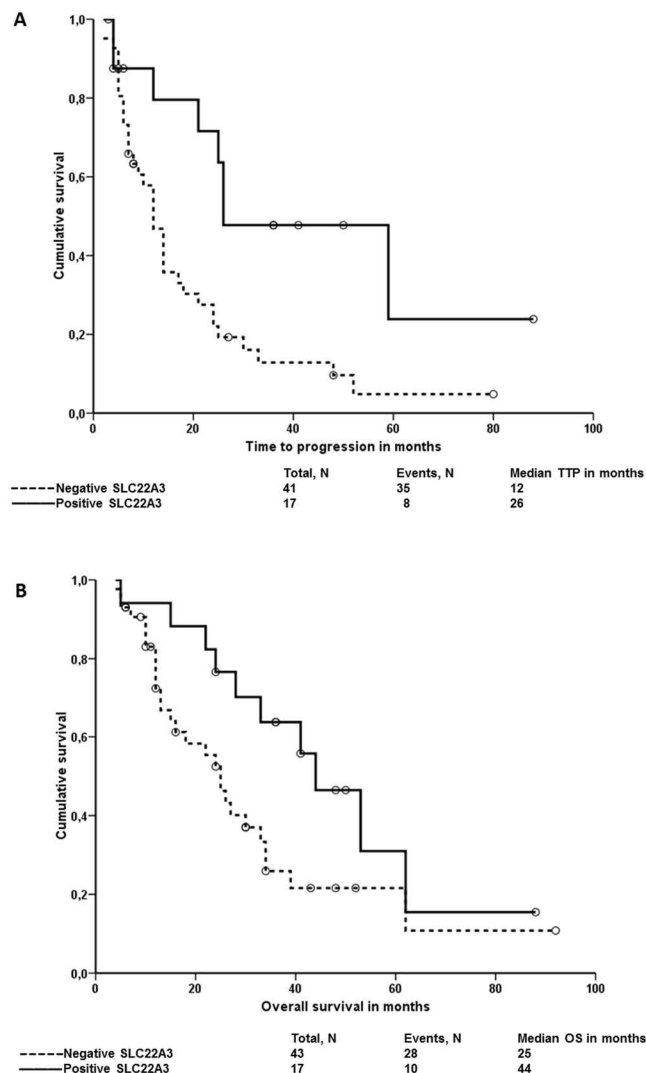 A
1,0
0,8
0,6
0,4
0,2
0,0
Cumulative survival
0 20 40 60 80 100
Time to progression in months
Total, N Events, N Median TTP in months
Negative SLC22A3 41 35 12
Positive SLC22A3 17 8 26
B
1,0
0,8
0,6
0,4
0,2
0,0
Cumulative survival
0 20 40 60 80 100
Overall survival in months
Total, N Events, N Median OS in months
Negative SLC22A3 43 28 25
Positive SLC22A3 17 10 44